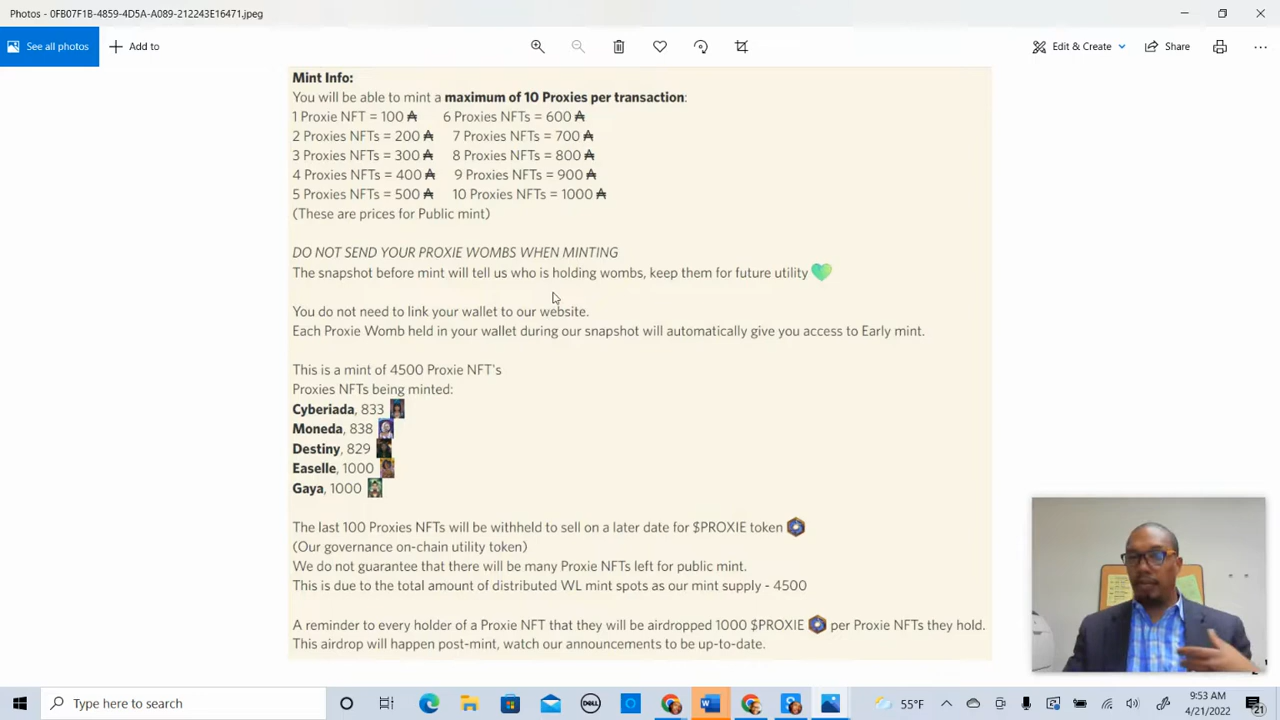 Photos - 0FB07F1B-4859-4D5A-A089-212243E16471.jpeg
See all photos
Add to
Edit & Create
Share
Mint Info:
You will be able to mint a maximum of 10 Proxies per transaction:
1 Proxie NFT = 100 ₳ 6 Proxies NFTs = 600 ₳
2 Proxies NFTs = 200 ₳ 7 Proxies NFTs = 700 ₳
3 Proxies NFTs = 300 ₳ 8 Proxies NFTs = 800 ₳
4 Proxies NFTs = 400 ₳ 9 Proxies NFTs = 900 ₳
5 Proxies NFTs = 500 ₳ 10 Proxies NFTs = 1000 ₳
(These are prices for Public mint)
DO NOT SEND YOUR PROXIE WOMBS WHEN MINTING
The snapshot before mint will tell us who is holding wombs, keep them for future utility
You do not need to link your wallet to our website.
Each Proxie Womb held in your wallet during our snapshot will automatically give you access to Early mint.
This is a mint of 4500 Proxie NFT's
Proxies NFTs being minted:
Cyberiada, 833
Moneda, 838
Destiny, 829
Easelle, 1000
Gaya, 1000
The last 100 Proxies NFTs will be withheld to sell on a later date for $PROXIE token
(Our governance on-chain utility token)
We do not guarantee that there will be many Proxie NFTs left for public mint.
This is due to the total amount of distributed WL mint spots as our mint supply - 4500
A reminder to every holder of a Proxie NFT that they will be airdropped 1000 $PROXIE per Proxie NFTs they hold.
This airdrop will happen post-mint, watch our announcements to be up-to-date.
Type here to search
DELL
55°F
9:53 AM
4/21/2022
21